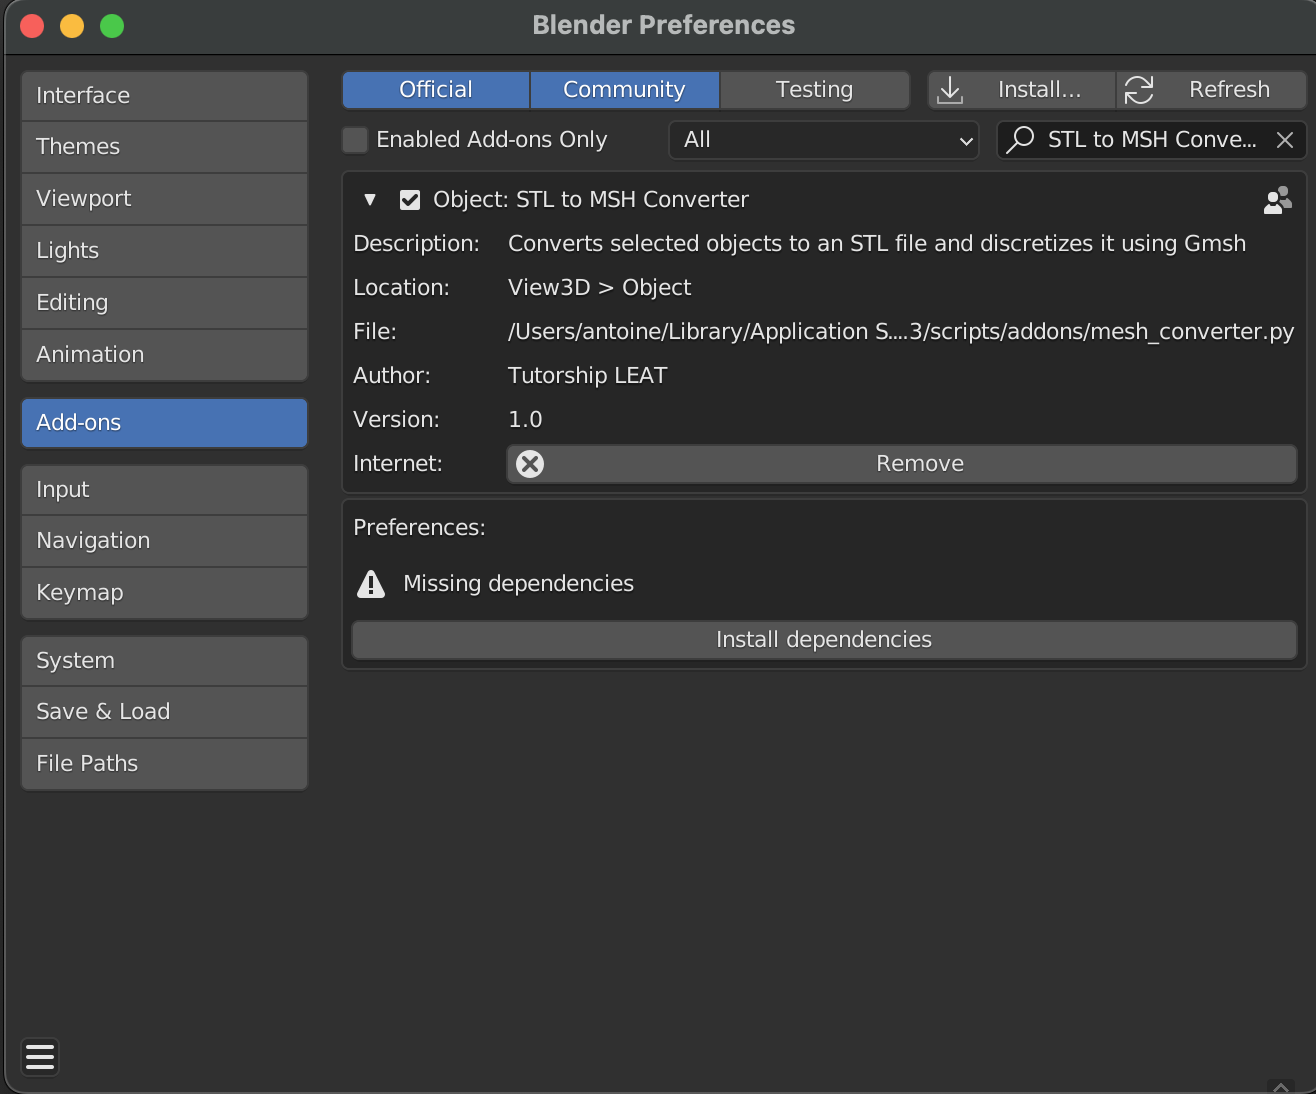 Blender Preferences
Interface
Themes
Viewport
Lights
Editing
Animation
Add-ons
Input
Navigation
Keymap
System
Save & Load
File Paths
Official Community Testing Install... Refresh
Enabled Add-ons Only All STL to MSH Conve...
Object: STL to MSH Converter
Description: Converts selected objects to an STL file and discretizes it using Gmsh
Location: View3D > Object
File: /Users/antoine/Library/Application S....3/scripts/addons/mesh_converter.py
Author: Tutorship LEAT
Version: 1.0
Internet: Remove
Preferences:
Missing dependencies
Install dependencies